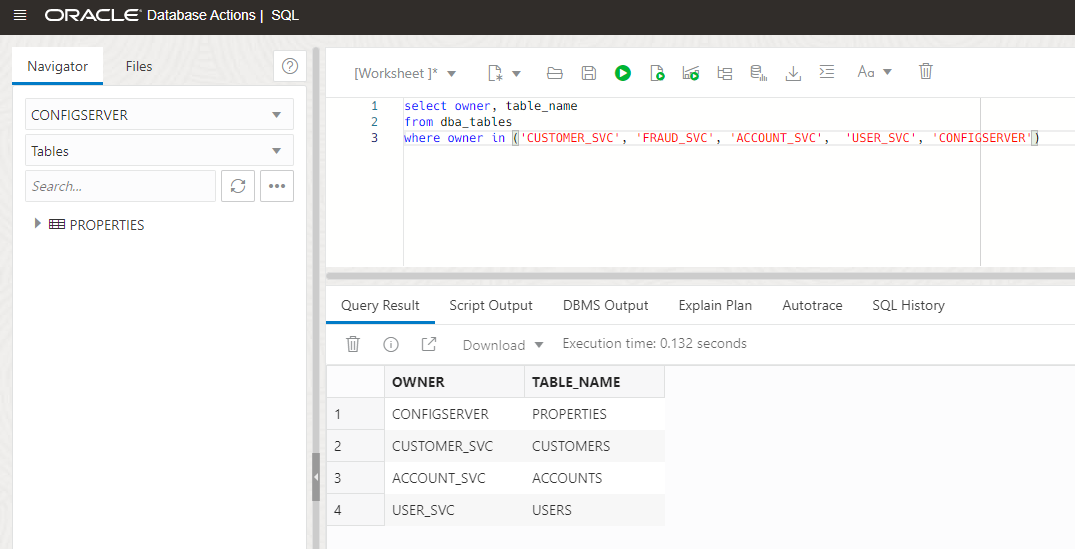 ORACLE Database Actions | SQL
Navigator Files
CONFIGSERVER
Tables
Search...
PROPERTIES
[Worksheet ]*
Aa
1 select owner, table_name
2 from dba_tables
3 where owner in ('CUSTOMER_SVC', 'FRAUD_SVC', 'ACCOUNT_SVC',  'USER_SVC', 'CONFIGSERVER')
Query Result Script Output DBMS Output Explain Plan Autotrace SQL History
Download Execution time: 0.132 seconds
OWNER TABLE_NAME
1 CONFIGSERVER PROPERTIES
2 CUSTOMER_SVC CUSTOMERS
3 ACCOUNT_SVC ACCOUNTS
4 USER_SVC USERS